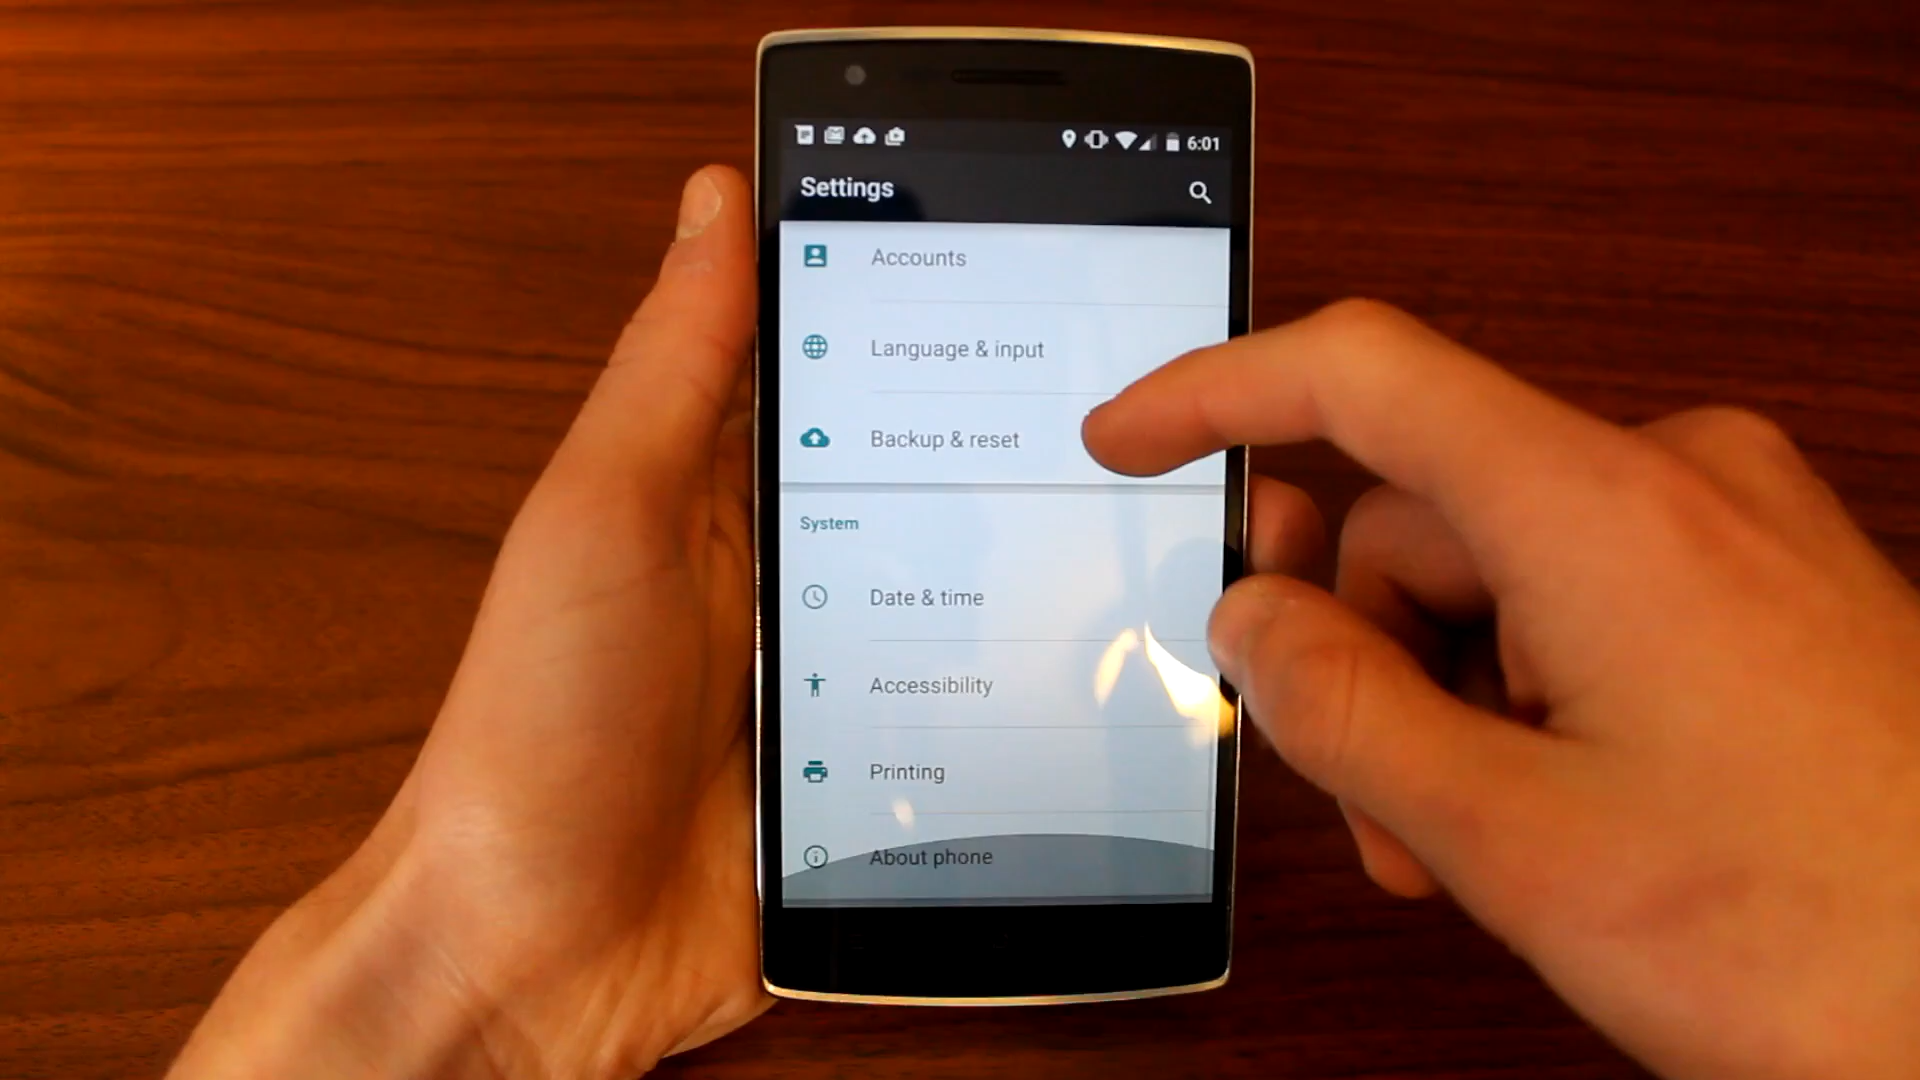 6:01
Settings
Accounts
Language & input
Backup & reset
System
Date & time
Accessibility
Printing
About phone